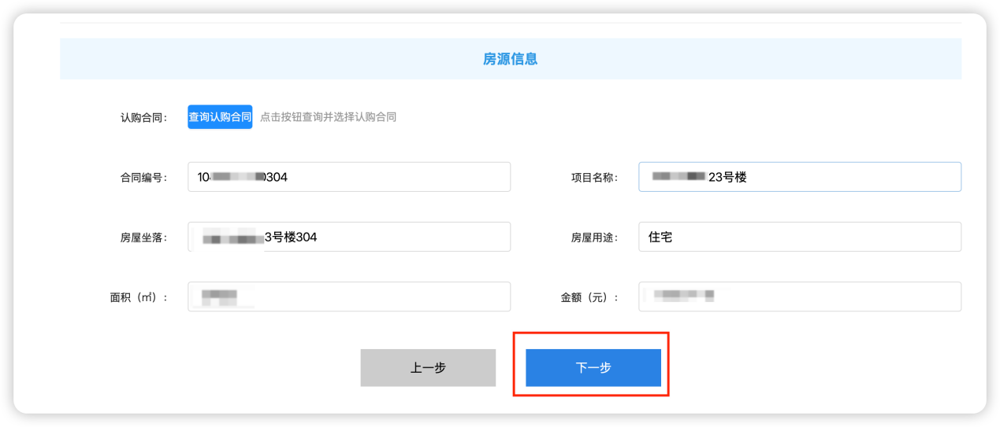 房源信息
认购合同： 查询认购合同 点击按钮查询并选择认购合同
合同编号： 10 0304 项目名称： 23号楼
房屋坐落： 3号楼304 房屋用途： 住宅
面积（㎡）： 金额（元）：
上一步 下一步